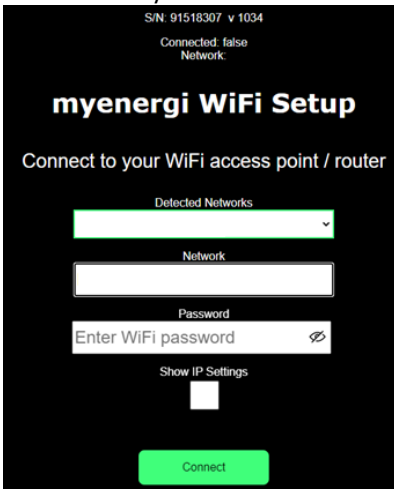 S/N: 91518307 v 1034
Connected: false
Network:
myenergi WiFi Setup
Connect to your WiFi access point / router
Detected Networks
Network
Password
Enter WiFi password
Show IP Settings
Connect